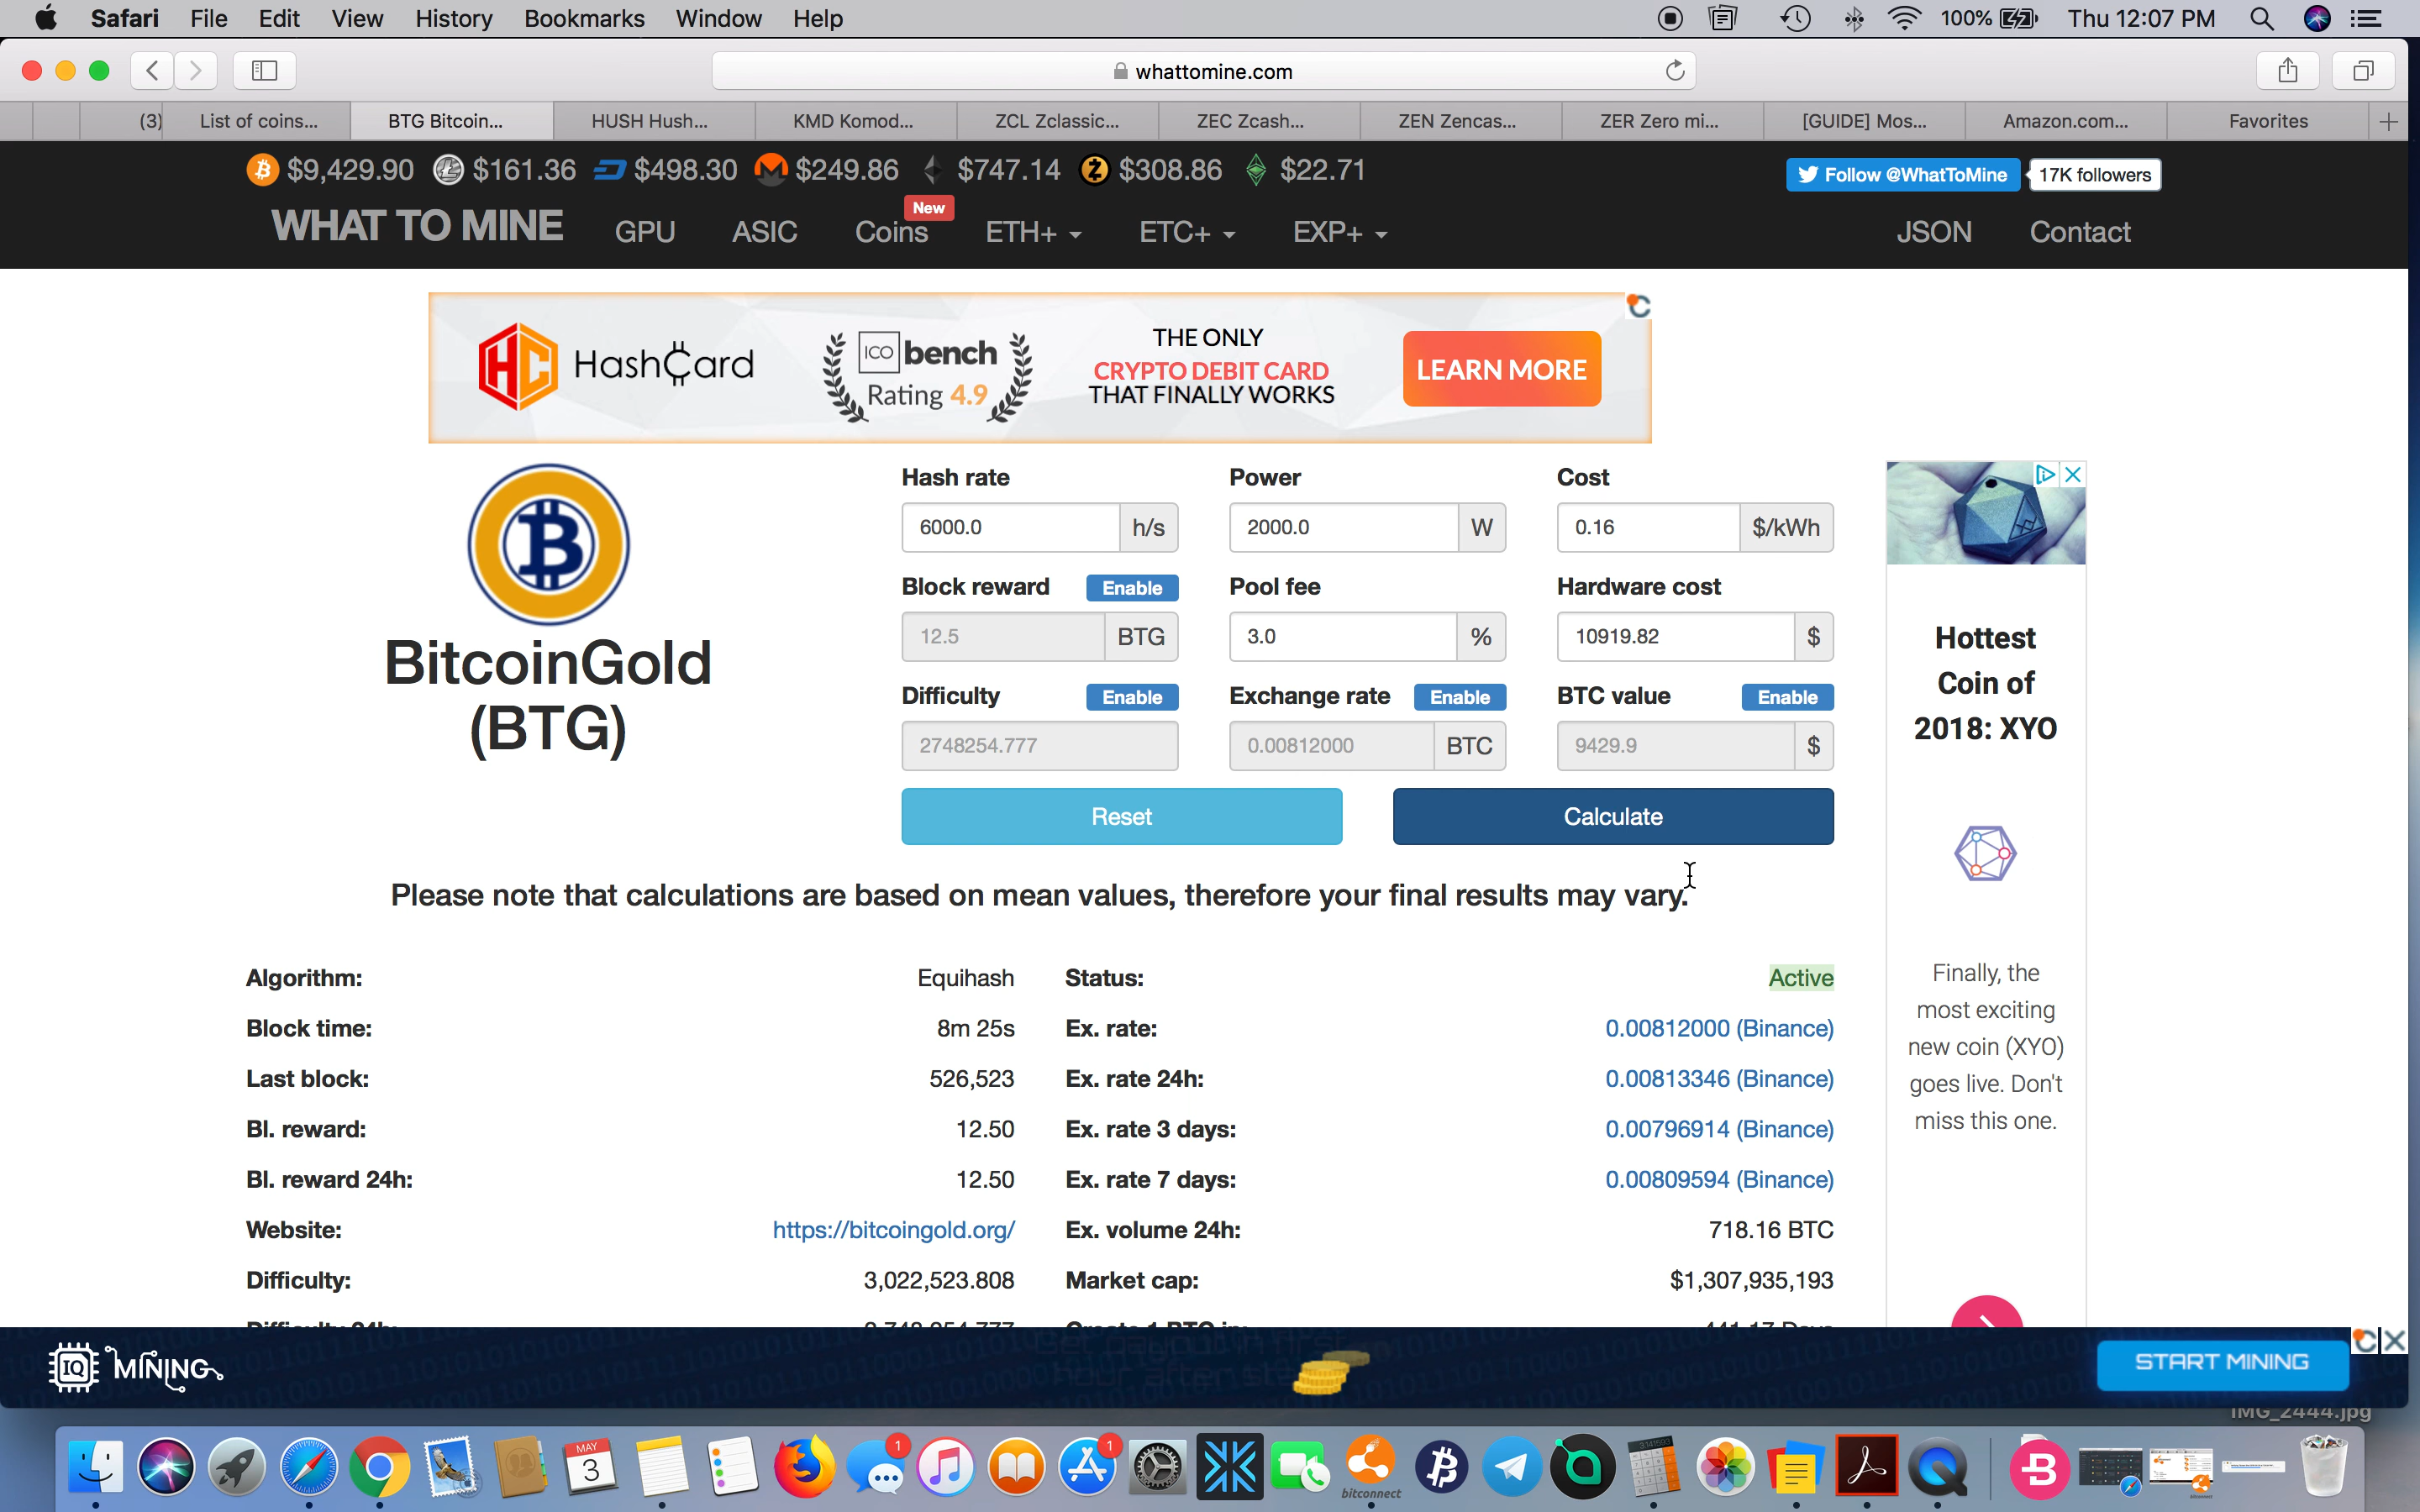 Safari File Edit View History Bookmarks Window Help 100% Thu 12:07 PM
whattomine.com
(3) List of coins... BTG Bitcoin... HUSH Hush... KMD Komod... ZCL Zclassic... ZEC Zcash... ZEN Zencas... ZER Zero mi... [GUIDE] Mos... Amazon.com... Favorites
$9,429.90 $161.36 $498.30 $249.86 $747.14 $308.86 $22.71 Follow @WhatToMine 17K followers
New
WHAT TO MINE GPU ASIC Coins ETH+ ETC+ EXP+ JSON Contact
HC HashCard
ICO bench
Rating 4.9
THE ONLY
CRYPTO DEBIT CARD
THAT FINALLY WORKS
LEARN MORE
BitcoinGold
(BTG)
Hash rate Power Cost
6000.0 h/s 2000.0 W 0.16 $/kWh
Block reward Enable Pool fee Hardware cost
12.5 BTG 3.0 % 10919.82 $
Difficulty Enable Exchange rate Enable BTC value Enable
2748254.777 0.00812000 BTC 9429.9 $
Reset Calculate
Please note that calculations are based on mean values, therefore your final results may vary.
Algorithm: Equihash Status: Active
Block time: 8m 25s Ex. rate: 0.00812000 (Binance)
Last block: 526,523 Ex. rate 24h: 0.00813346 (Binance)
Bl. reward: 12.50 Ex. rate 3 days: 0.00796914 (Binance)
Bl. reward 24h: 12.50 Ex. rate 7 days: 0.00809594 (Binance)
Website: https://bitcoingold.org/ Ex. volume 24h: 718.16 BTC
Difficulty: 3,022,523.808 Market cap: $1,307,935,193
Hottest
Coin of
2018: XYO
Finally, the
most exciting
new coin (XYO)
goes live. Don't
miss this one.
IQ MINING START MINING
IMG_2444.jpg
MAY
3
1
1
bitconnect